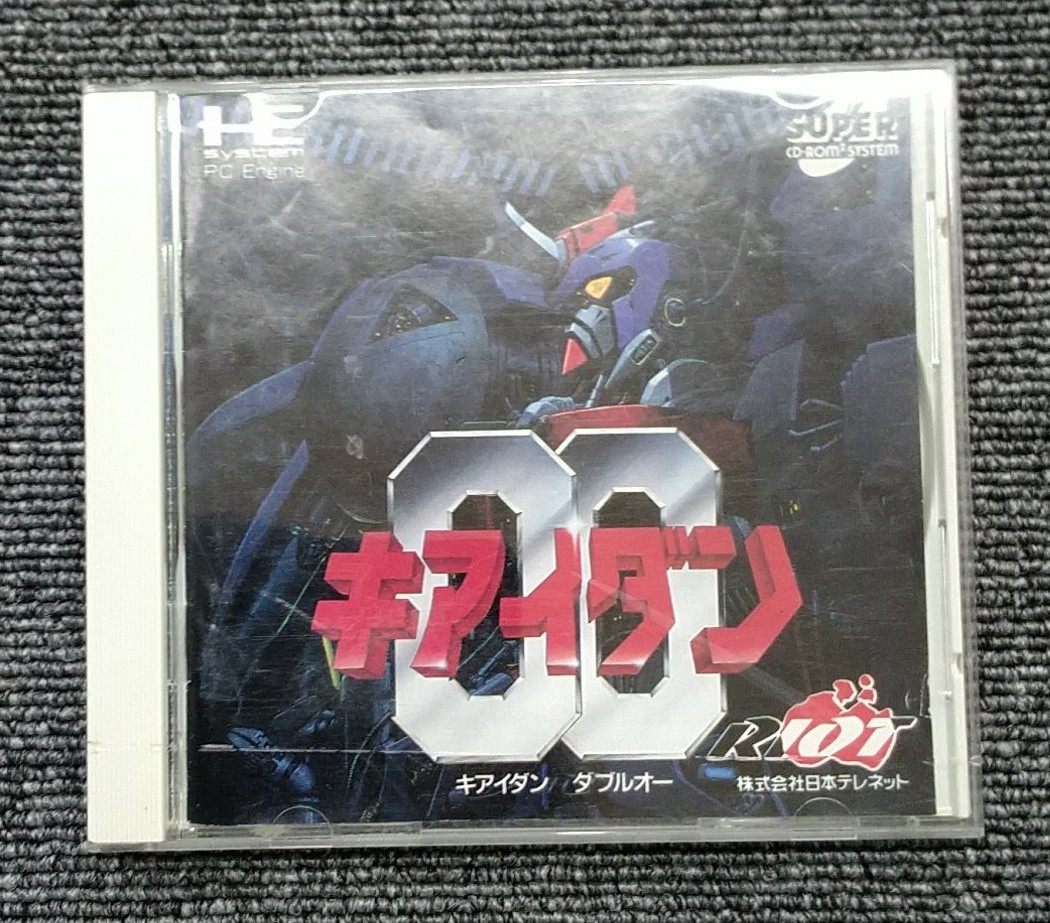 HE
system
PC Engine
SUPER
CD-ROM² SYSTEM
00
キアイダン
RIOT
キアイダン ダブルオー
株式会社日本テレネット